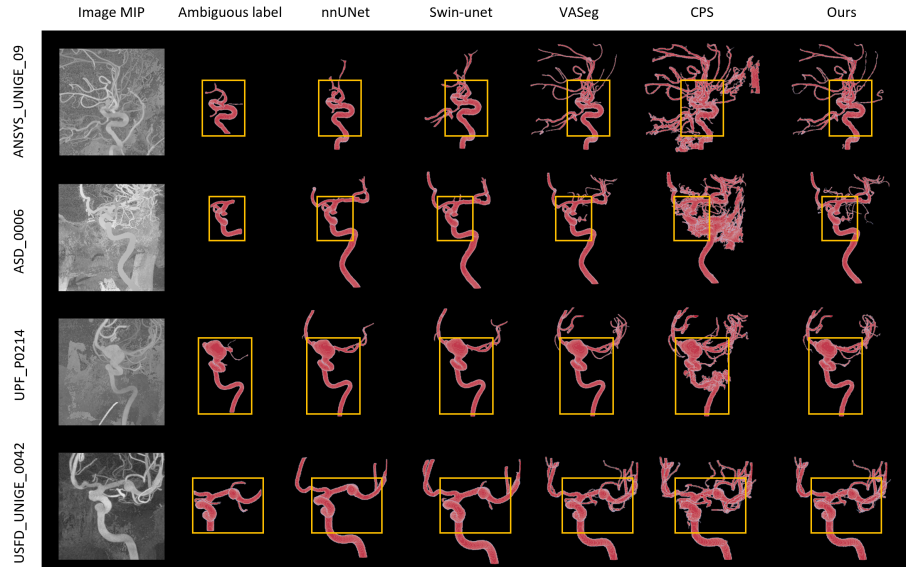 Image MIP Ambiguous label nnUNet Swin-unet VASeg CPS Ours
ANSYS_UNIGE_09
ASD_0006
UPF_P0214
USFD_UNIGE_0042